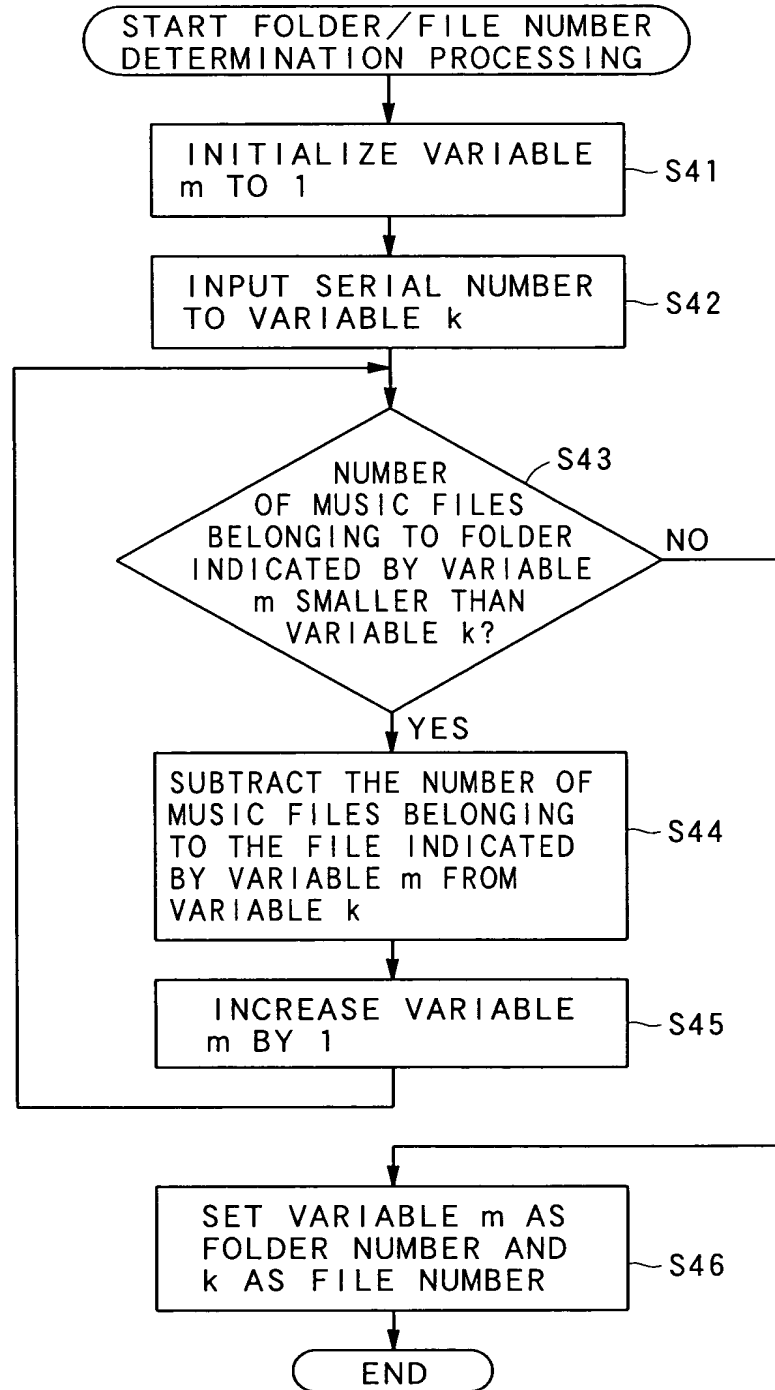 START FOLDER/FILE NUMBER
DETERMINATION PROCESSING
INITIALIZE VARIABLE
m TO 1
S41
INPUT SERIAL NUMBER
TO VARIABLE k
S42
S43
NUMBER
OF MUSIC FILES
BELONGING TO FOLDER
INDICATED BY VARIABLE
m SMALLER THAN
VARIABLE k?
NO
YES
SUBTRACT THE NUMBER OF
MUSIC FILES BELONGING
TO THE FILE INDICATED
BY VARIABLE m FROM
VARIABLE k
S44
INCREASE VARIABLE
m BY 1
S45
SET VARIABLE m AS
FOLDER NUMBER AND
k AS FILE NUMBER
S46
END